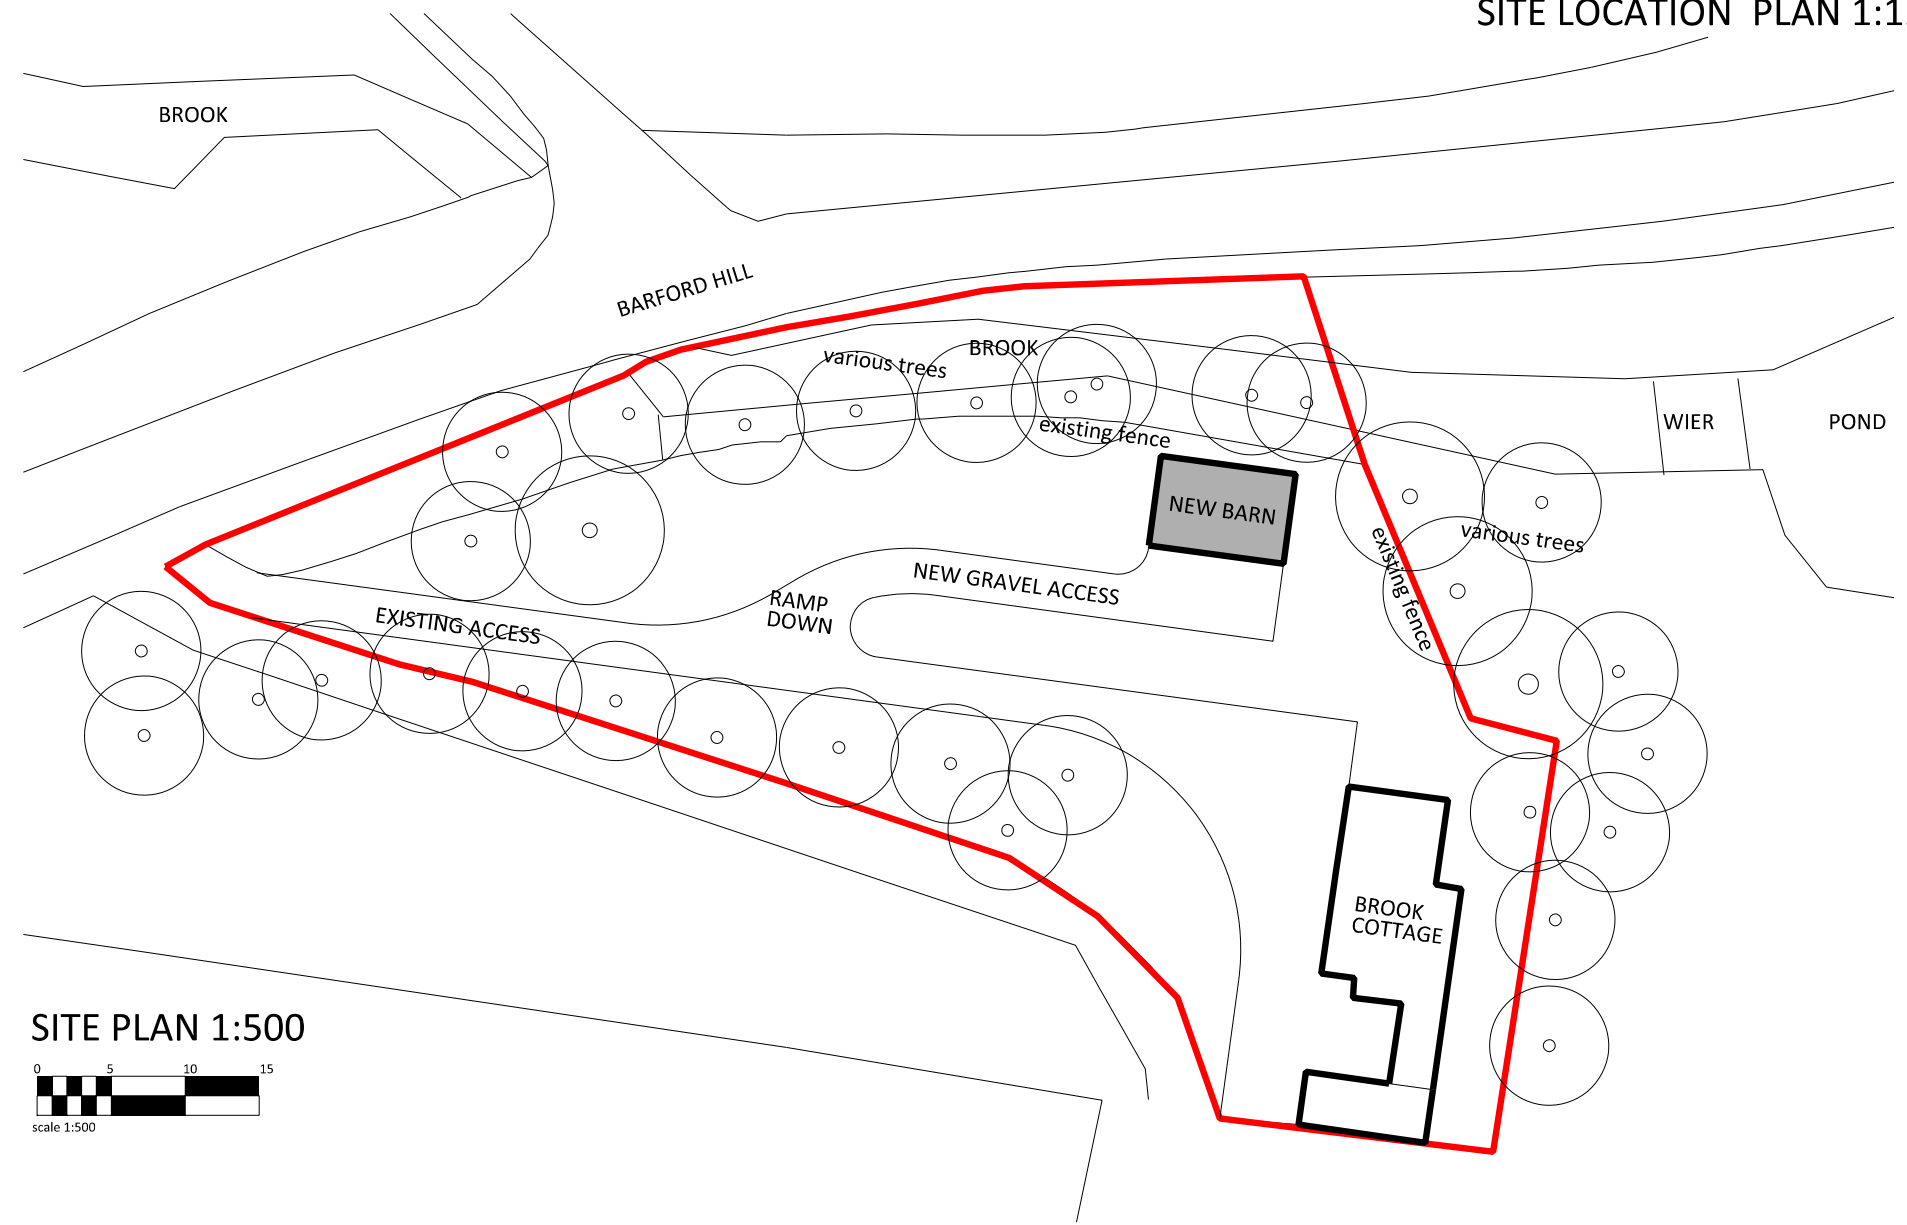 SITE LOCATION PLAN 1:1
BROOK
BARFORD HILL
various trees
BROOK
existing fence
WIER
POND
NEW BARN
various trees
existing fence
NEW GRAVEL ACCESS
RAMP
DOWN
EXISTING ACCESS
BROOK
COTTAGE
SITE PLAN 1:500
0 5 10 15
scale 1:500